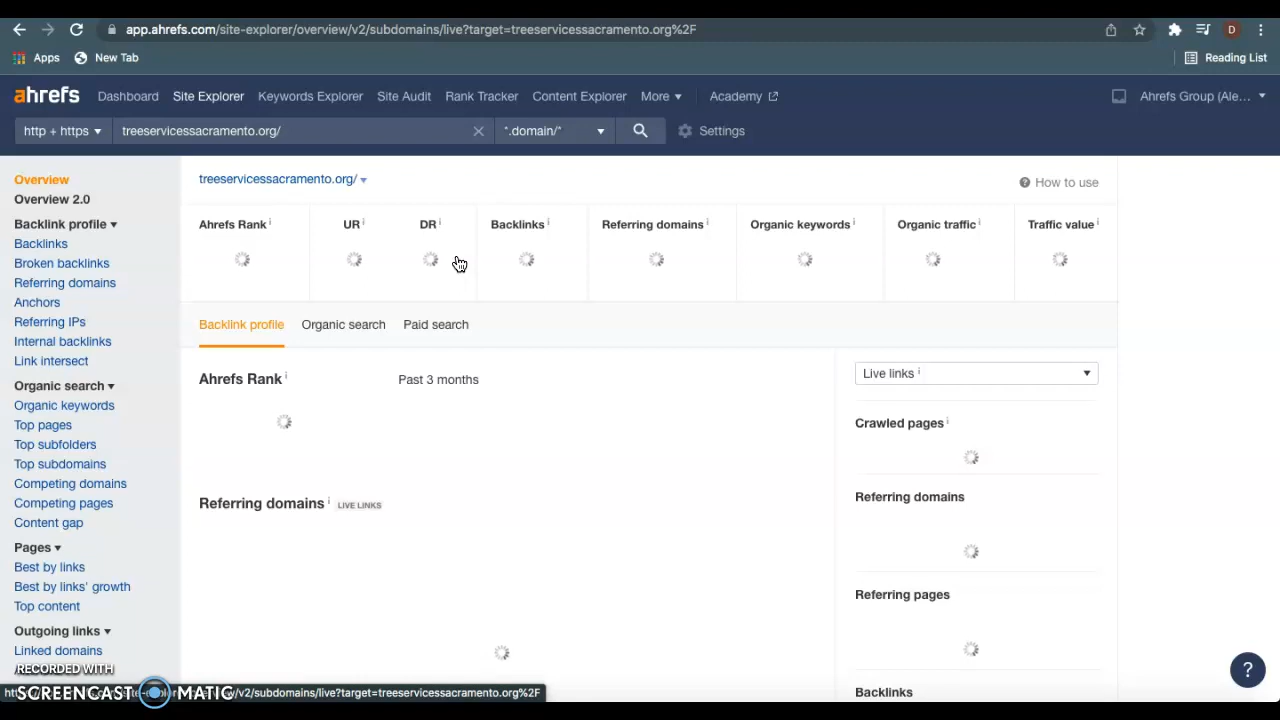 app.ahrefs.com/site-explorer/overview/v2/subdomains/live?target=treeservicessacramento.org%2F
D
Apps
New Tab
Reading List
ahrefs
Dashboard
Site Explorer
Keywords Explorer
Site Audit
Rank Tracker
Content Explorer
More
Academy
Ahrefs Group (Ale...
http + https
treeservicessacramento.org/
*.domain/*
Settings
Overview
Overview 2.0
Backlink profile
Backlinks
Broken backlinks
Referring domains
Anchors
Referring IPs
Internal backlinks
Link intersect
Organic search
Organic keywords
Top pages
Top subfolders
Top subdomains
Competing domains
Competing pages
Content gap
Pages
Best by links
Best by links' growth
Top content
Outgoing links
Linked domains
treeservicessacramento.org/
? How to use
Ahrefs Rank i
UR i
DR i
Backlinks i
Referring domains i
Organic keywords i
Organic traffic i
Traffic value i
Backlink profile
Organic search
Paid search
Ahrefs Rank i
Past 3 months
Referring domains i LIVE LINKS
Live links i
Crawled pages i
Referring domains
Referring pages
Backlinks
?
RECORDED WITH
SCREENCAST MATIC
/v2/subdomains/live?target=treeservicessacramento.org%2F